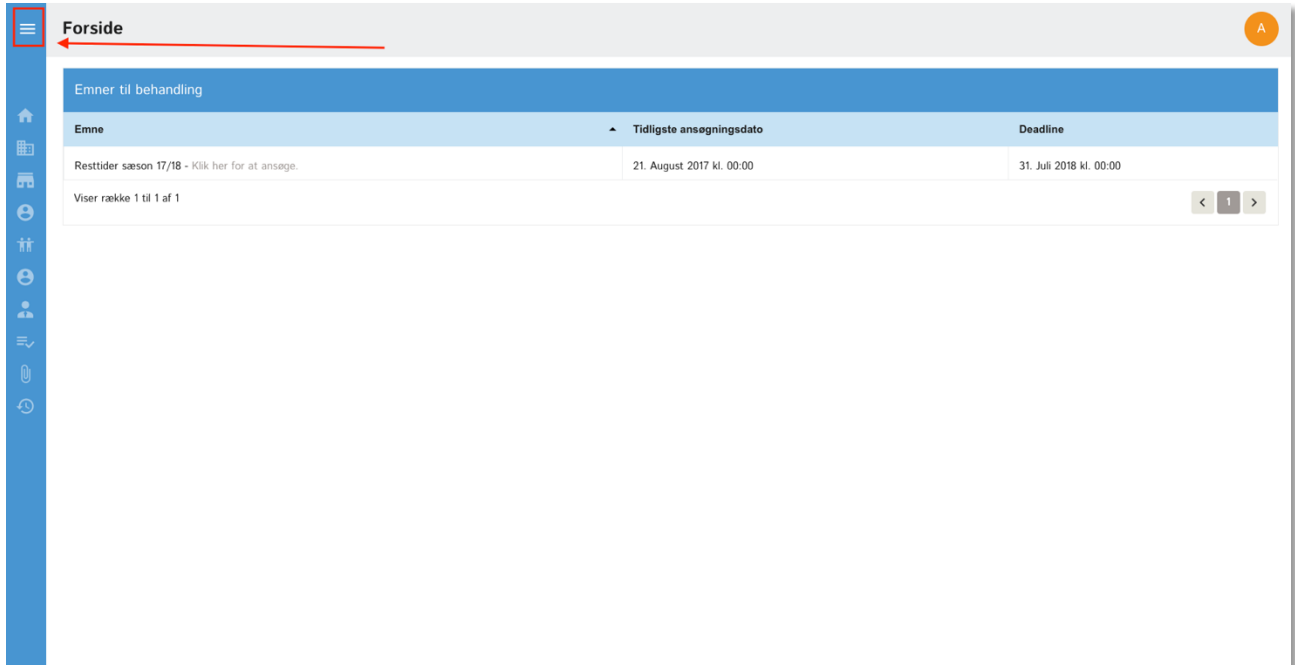 Forside
A
Emner til behandling
Emne Tidligste ansøgningsdato Deadline
Resttider sæson 17/18 - Klik her for at ansøge. 21. August 2017 kl. 00:00 31. Juli 2018 kl. 00:00
Viser række 1 til 1 af 1
1